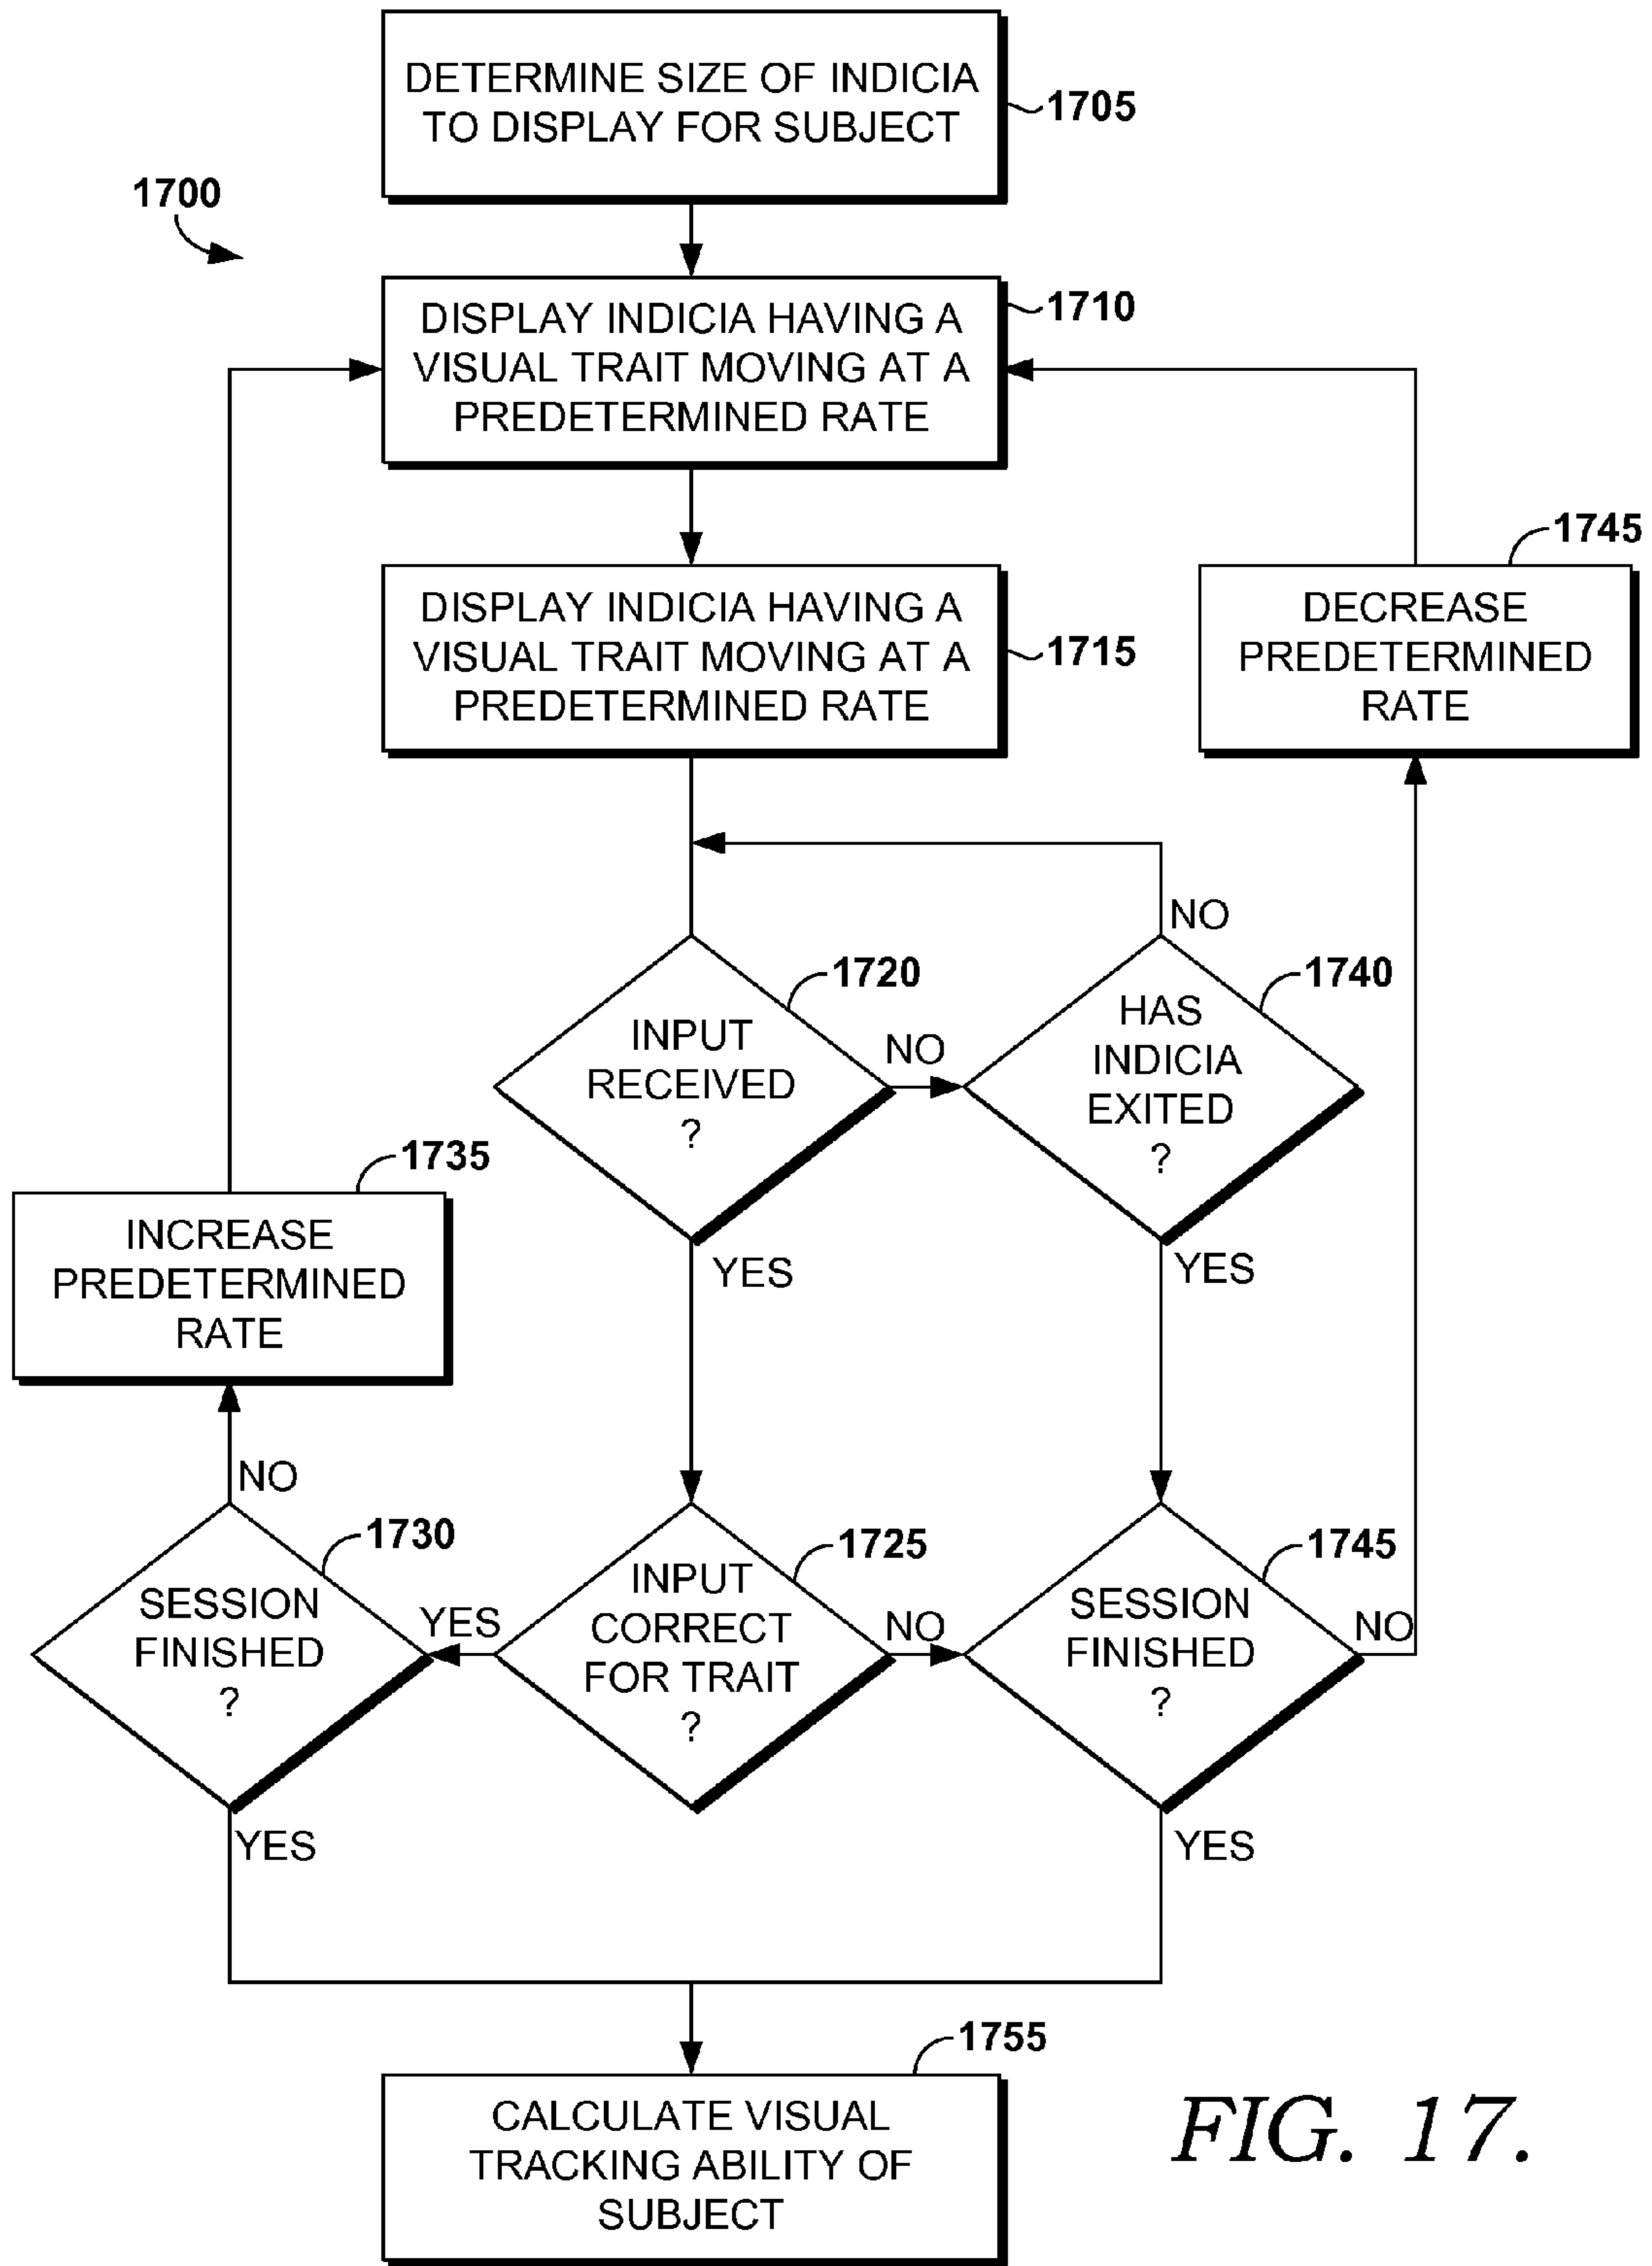 DETERMINE SIZE OF INDICIA
TO DISPLAY FOR SUBJECT
1705
1700
DISPLAY INDICIA HAVING A
VISUAL TRAIT MOVING AT A
PREDETERMINED RATE
1710
DISPLAY INDICIA HAVING A
VISUAL TRAIT MOVING AT A
PREDETERMINED RATE
1715
1745
DECREASE
PREDETERMINED
RATE
NO
1720
INPUT
RECEIVED
?
NO
1740
HAS
INDICIA
EXITED
?
YES
YES
1735
INCREASE
PREDETERMINED
RATE
NO
1730
SESSION
FINISHED
?
YES
1725
INPUT
CORRECT
FOR TRAIT
?
NO
1745
SESSION
FINISHED
?
NO
YES
YES
1755
CALCULATE VISUAL
TRACKING ABILITY OF
SUBJECT
FIG. 17.